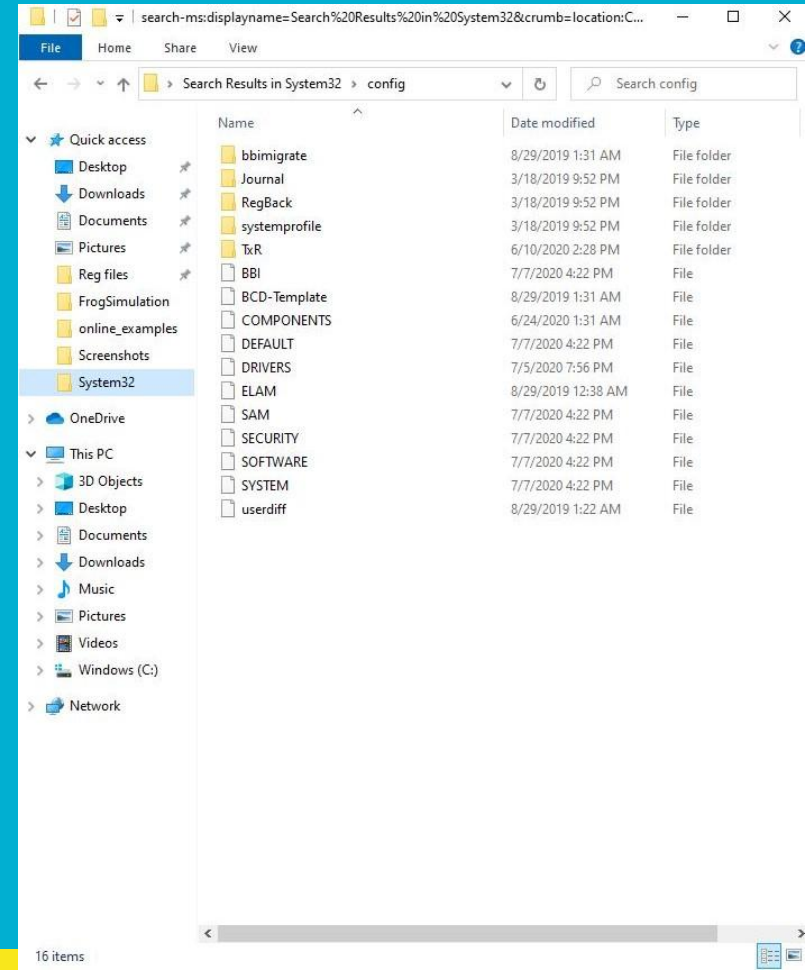 search-ms:displayname=Search%20Results%20in%20System32&crumb=location:C...
File Home Share View
Search Results in System32 > config
Search config
Quick access
Desktop
Downloads
Documents
Pictures
Reg files
FrogSimulation
online_examples
Screenshots
System32
OneDrive
This PC
3D Objects
Desktop
Documents
Downloads
Music
Pictures
Videos
Windows (C:)
Network
Name Date modified Type
bbimigrate 8/29/2019 1:31 AM File folder
Journal 3/18/2019 9:52 PM File folder
RegBack 3/18/2019 9:52 PM File folder
systemprofile 3/18/2019 9:52 PM File folder
TxR 6/10/2020 2:28 PM File folder
BBI 7/7/2020 4:22 PM File
BCD-Template 8/29/2019 1:31 AM File
COMPONENTS 6/24/2020 1:31 AM File
DEFAULT 7/7/2020 4:22 PM File
DRIVERS 7/5/2020 7:56 PM File
ELAM 8/29/2019 12:38 AM File
SAM 7/7/2020 4:22 PM File
SECURITY 7/7/2020 4:22 PM File
SOFTWARE 7/7/2020 4:22 PM File
SYSTEM 7/7/2020 4:22 PM File
userdiff 8/29/2019 1:22 AM File
16 items